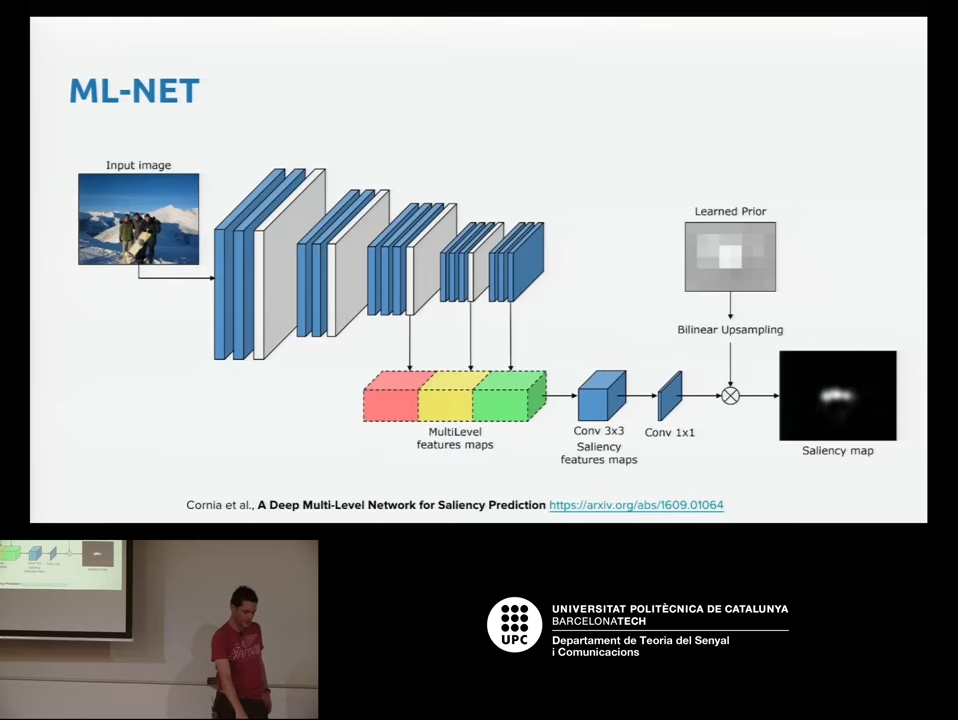 ML-NET
Input image
Learned Prior
Bilinear Upsampling
MultiLevel
features maps
Conv 3x3
Saliency
features maps
Conv 1x1
Saliency map
Cornia et al., A Deep Multi-Level Network for Saliency Prediction https://arxiv.org/abs/1609.01064
UPC
UNIVERSITAT POLITÈCNICA DE CATALUNYA
BARCELONATECH
Departament de Teoria del Senyal
i Comunicacions